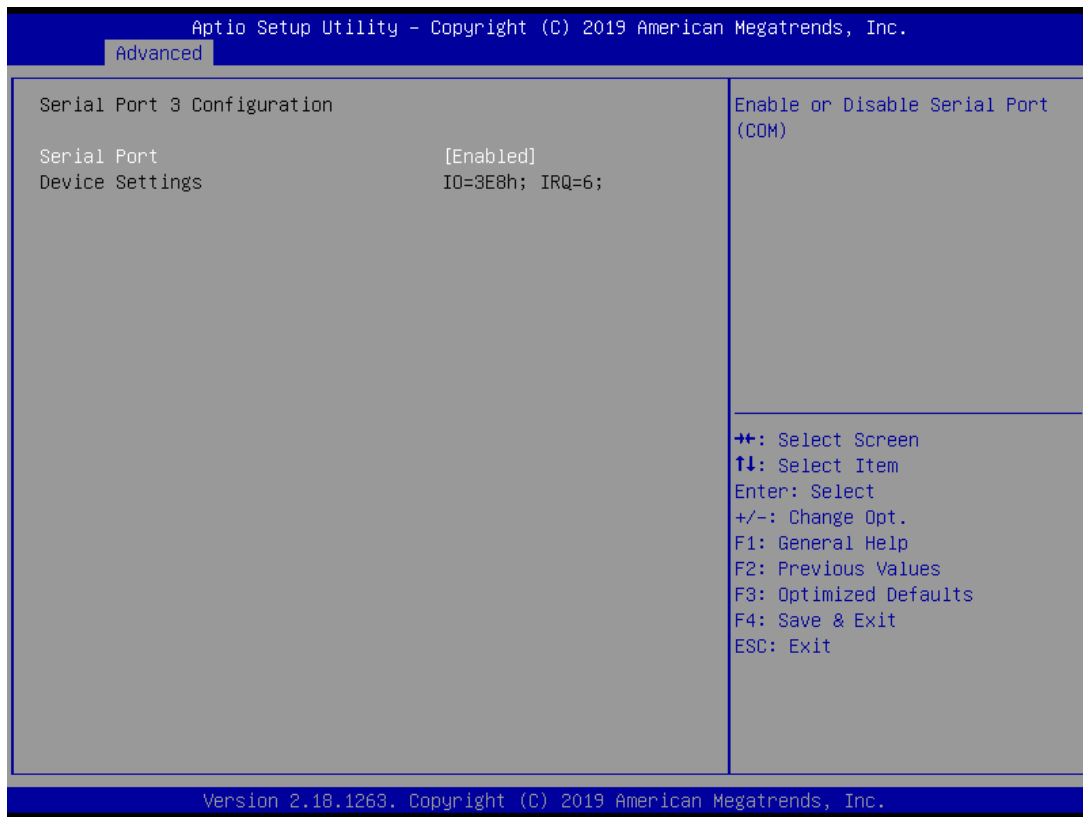 Aptio Setup Utility – Copyright (C) 2019 American Megatrends, Inc.
Advanced
Serial Port 3 Configuration
Serial Port [Enabled]
Device Settings IO=3E8h; IRQ=6;
Enable or Disable Serial Port
(COM)
→←: Select Screen
↑↓: Select Item
Enter: Select
+/-: Change Opt.
F1: General Help
F2: Previous Values
F3: Optimized Defaults
F4: Save & Exit
ESC: Exit
Version 2.18.1263. Copyright (C) 2019 American Megatrends, Inc.